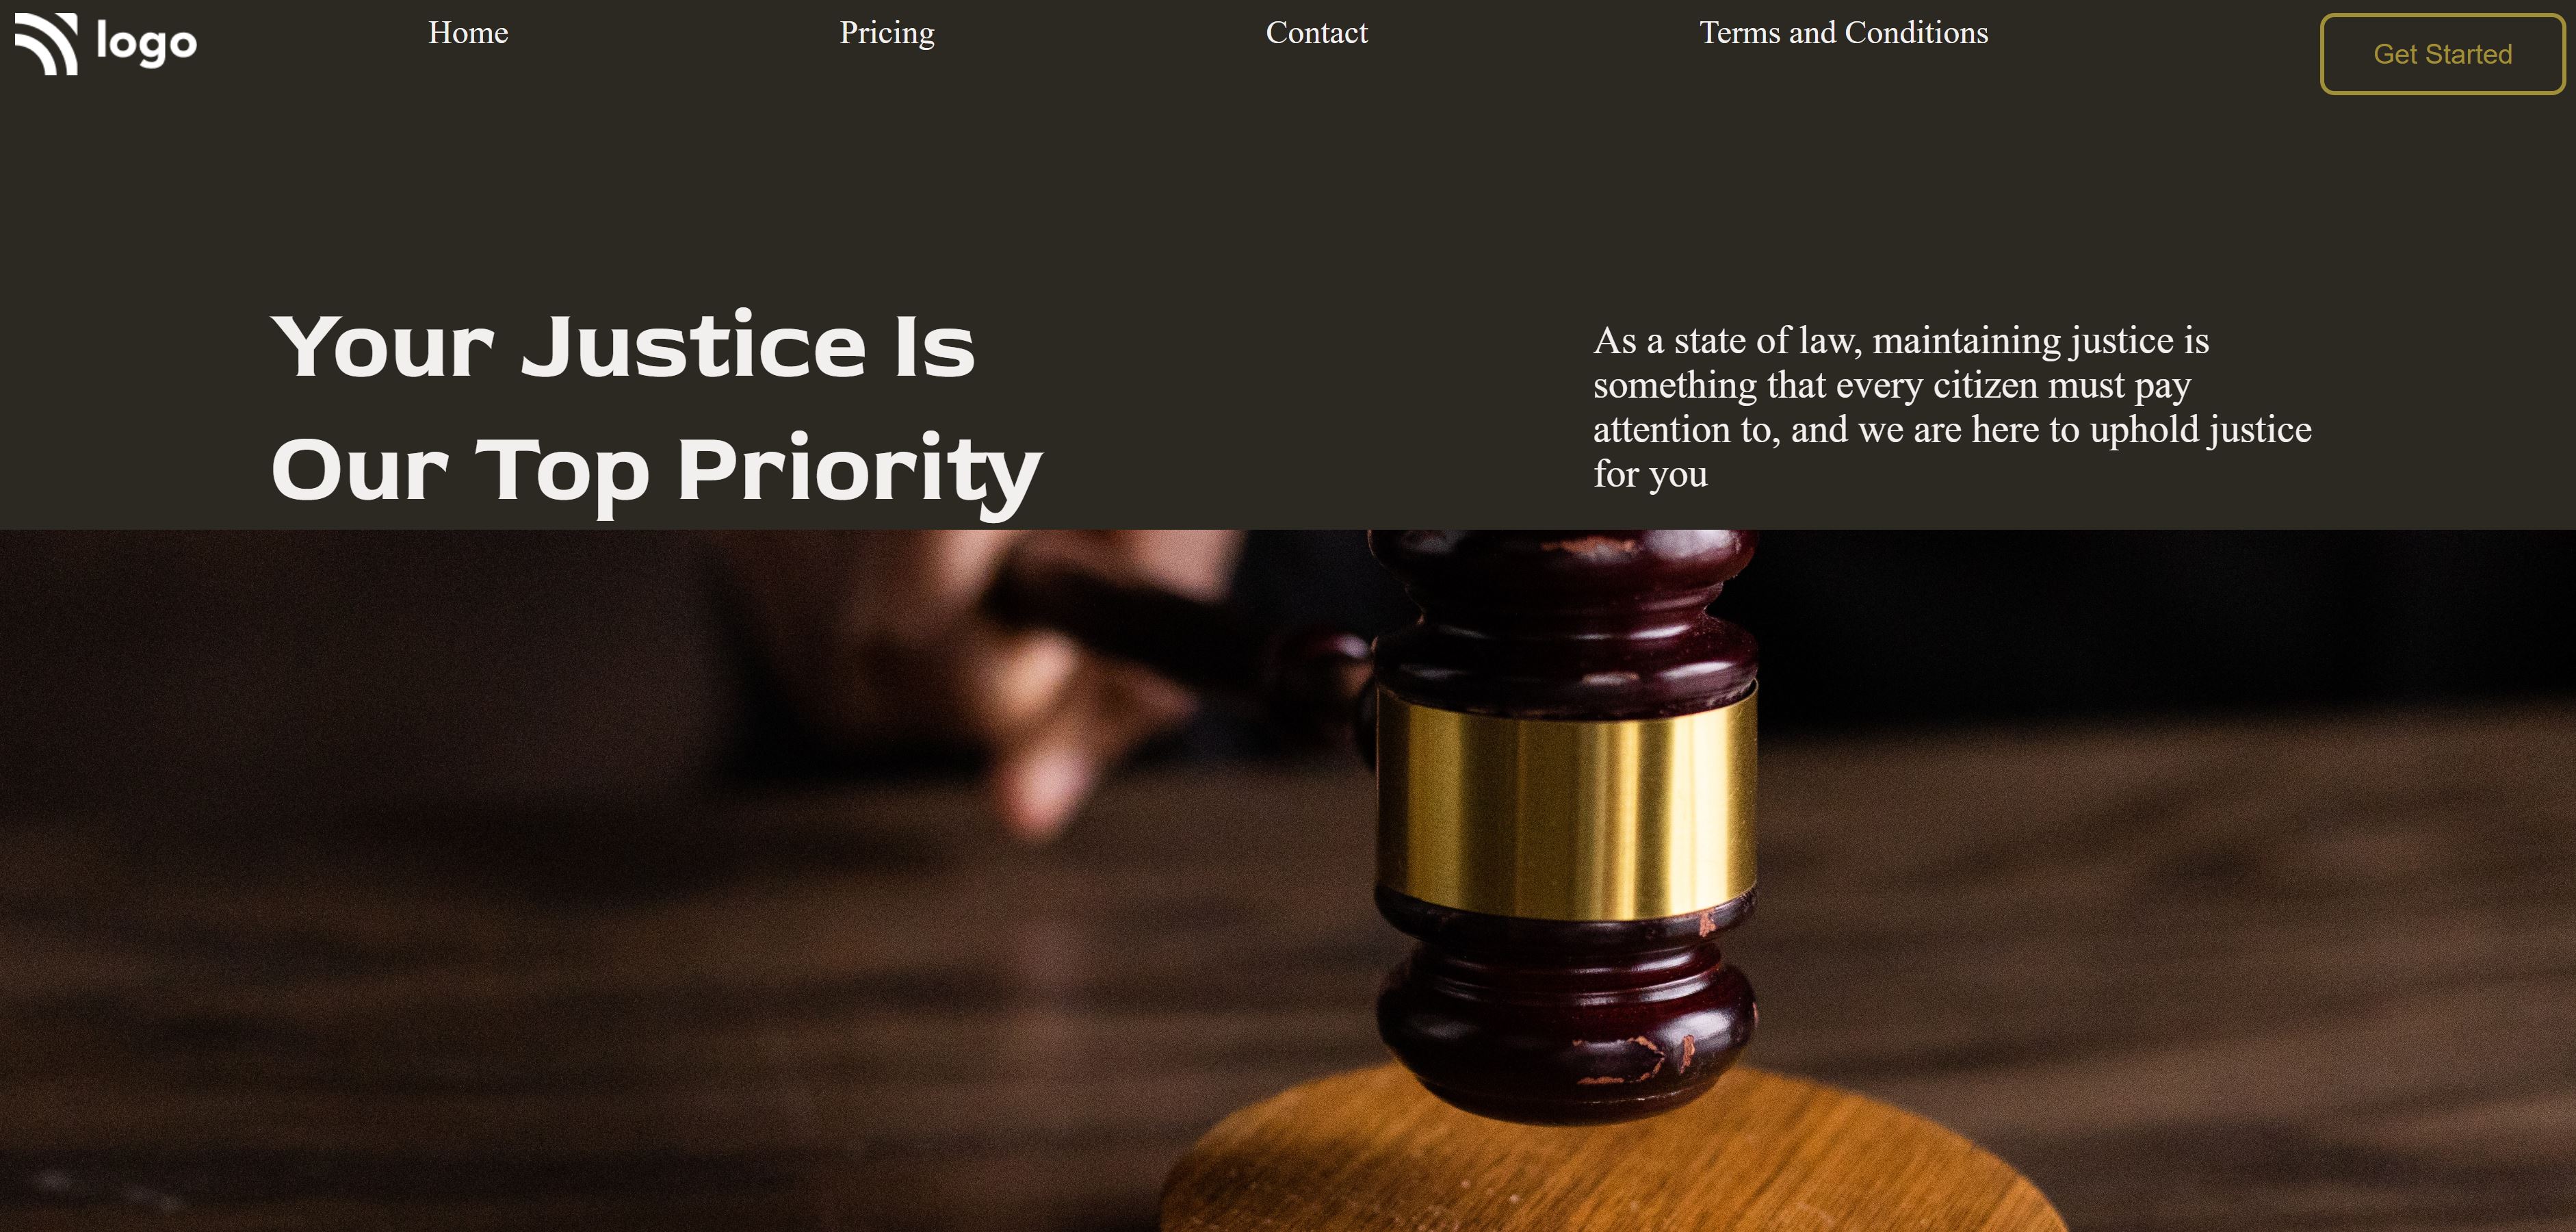 logo
Home
Pricing
Contact
Terms and Conditions
Get Started
Your Justice Is
Our Top Priority
As a state of law, maintaining justice is
something that every citizen must pay
attention to, and we are here to uphold justice
for you